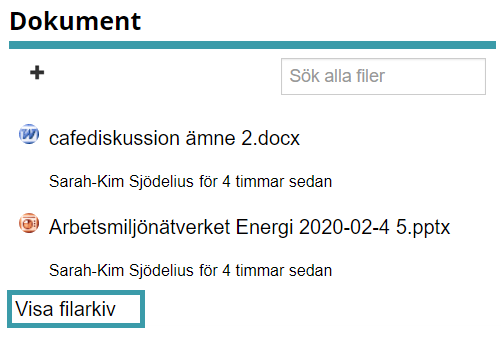 Dokument
Sök alla filer
cafediskussion ämne 2.docx
Sarah-Kim Sjödelius för 4 timmar sedan
Arbetsmiljönätverket Energi 2020-02-4 5.pptx
Sarah-Kim Sjödelius för 4 timmar sedan
Visa filarkiv